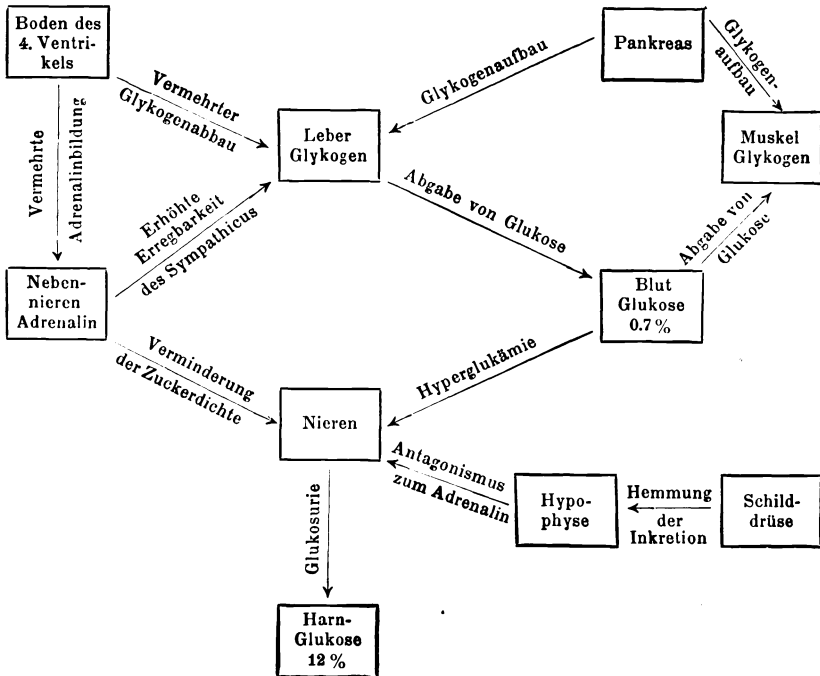 Boden des
4. Ventri-
kels
Pankreas
Vermehrter
Glykogenabbau
Glykogenaufbau
Glykogen-
aufbau
Vermehrte
Adrenalinbildung
Leber
Glykogen
Muskel
Glykogen
Erhöhte
Erregbarkeit
des Sympathicus
Abgabe von Glukose
Abgabe von
Glukose
Neben-
nieren
Adrenalin
Blut
Glukose
0.7 %
Verminderung
der Zuckerdichte
Hyperglukämie
Nieren
Antagonismus
zum Adrenalin
Hypo-
physe
Hemmung
der
Inkretion
Schild-
drüse
Glukosurie
Harn-
Glukose
12 %